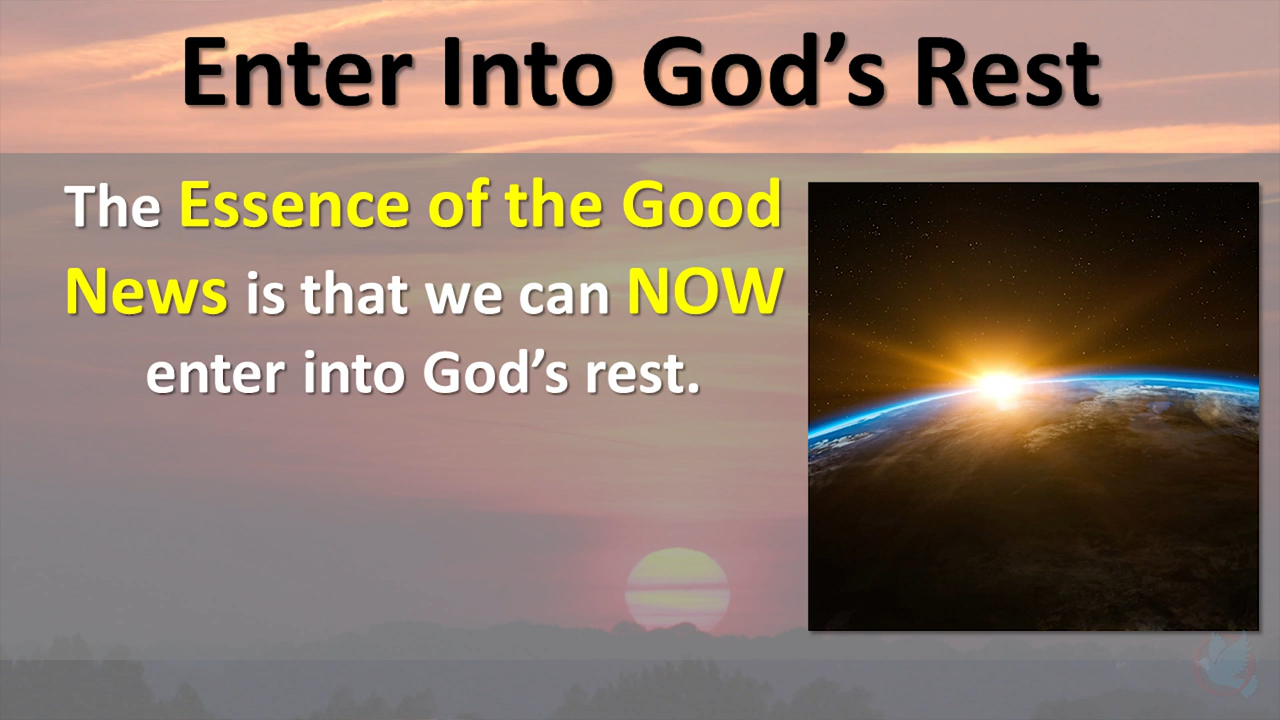 Enter Into God’s Rest
The Essence of the Good
News is that we can NOW
enter into God’s rest.